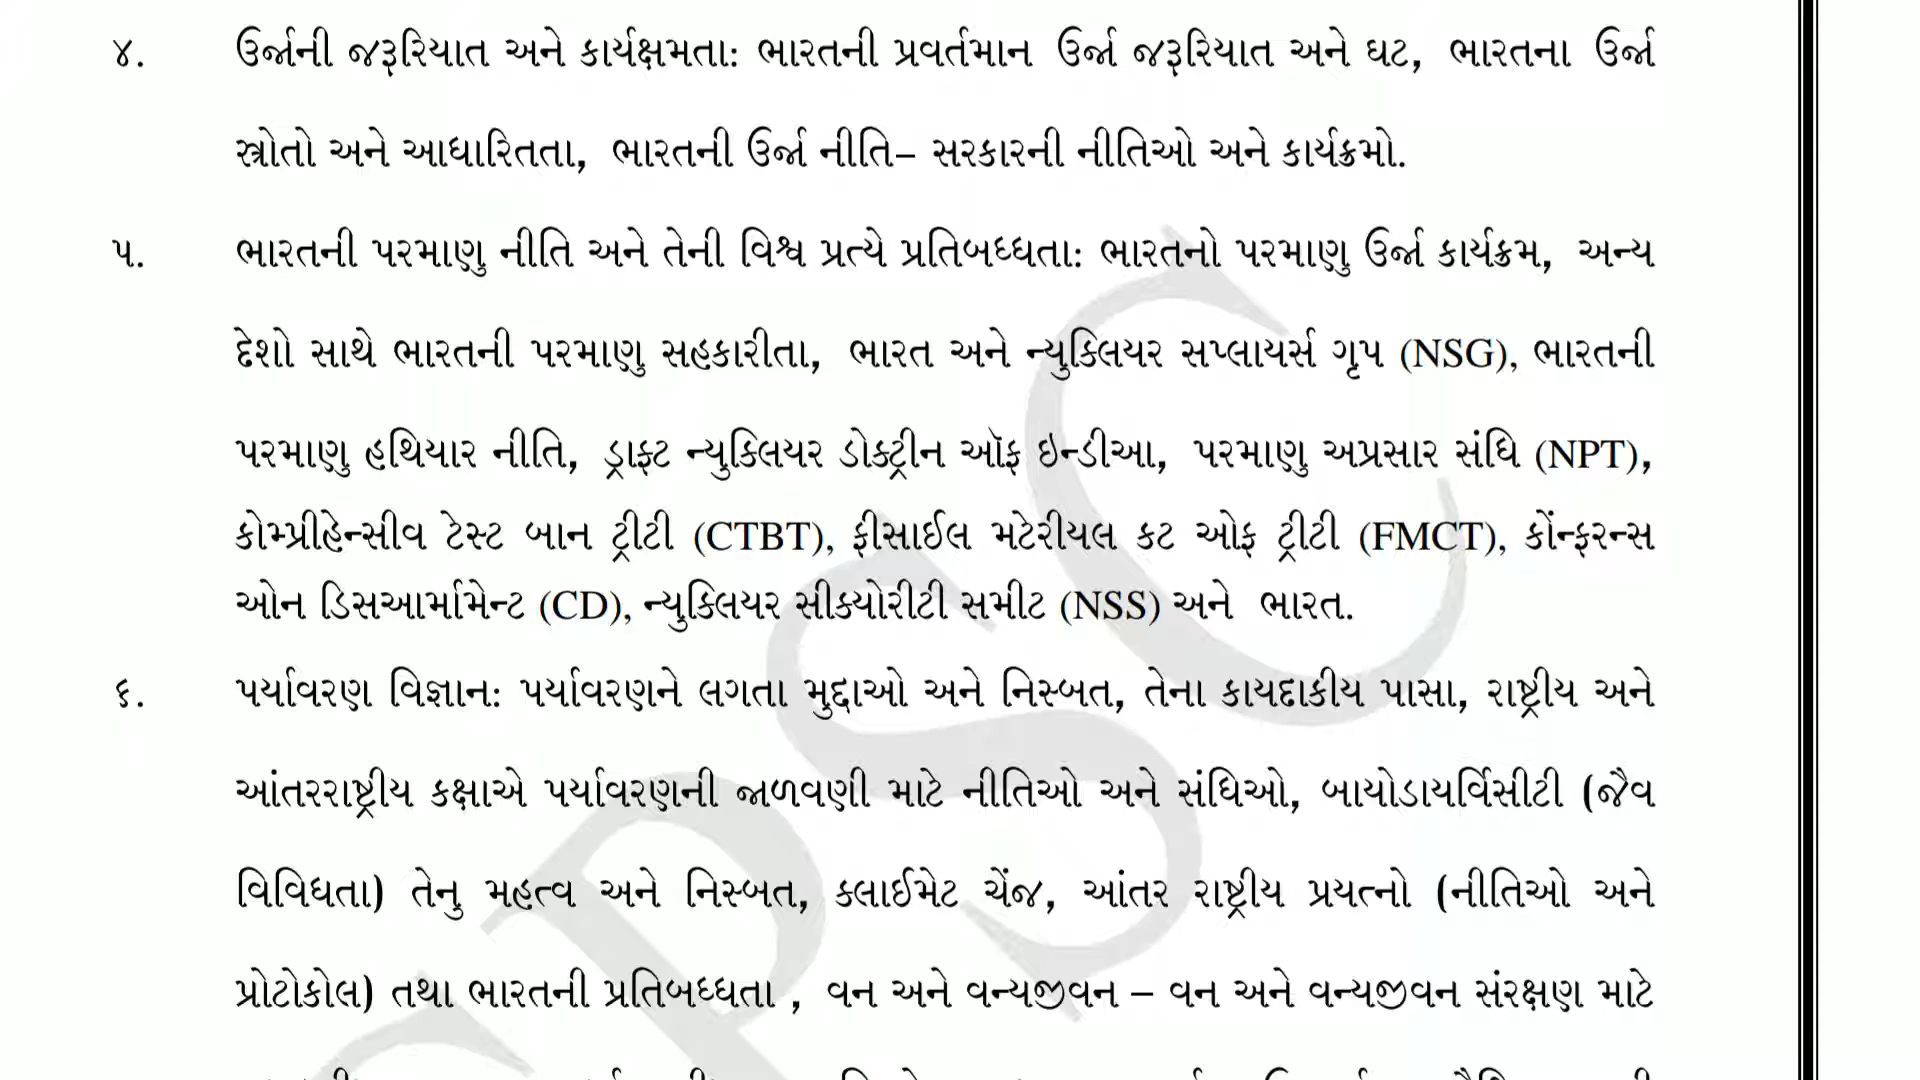 ૪. ઉર્જાની જરૂરિયાત અને કાર્યક્ષમતા: ભારતની પ્રવર્તમાન ઉર્જા જરૂરિયાત અને ઘટ, ભારતના ઉર્જા
સ્ત્રોતો અને આધારિતતા, ભારતની ઉર્જા નીતિ– સરકારની નીતિઓ અને કાર્યક્રમો.
૫. ભારતની પરમાણુ નીતિ અને તેની વિશ્વ પ્રત્યે પ્રતિબધ્ધતા: ભારતનો પરમાણુ ઉર્જા કાર્યક્રમ, અન્ય
દેશો સાથે ભારતની પરમાણુ સહકારીતા, ભારત અને ન્યુક્લિયર સપ્લાયર્સ ગૃપ (NSG), ભારતની
પરમાણુ હથિયાર નીતિ, ડ્રાફ્ટ ન્યુક્લિયર ડોક્ટ્રીન ઑફ ઇન્ડીઆ, પરમાણુ અપ્રસાર સંધિ (NPT),
કોમ્પ્રીહેન્સીવ ટેસ્ટ બાન ટ્રીટી (CTBT), ફીસાઈલ મટેરીયલ કટ ઓફ ટ્રીટી (FMCT), કોંન્ફરન્સ
ઓન ડિસઆર્મામેન્ટ (CD), ન્યુક્લિયર સીક્યોરીટી સમીટ (NSS) અને ભારત.
૬. પર્યાવરણ વિજ્ઞાન: પર્યાવરણને લગતા મુદ્દાઓ અને નિસ્બત, તેના કાયદાકીય પાસા, રાષ્ટ્રીય અને
આંતરરાષ્ટ્રીય કક્ષાએ પર્યાવરણની જાળવણી માટે નીતિઓ અને સંધિઓ, બાયોડાયર્વિસીટી (જૈવ
વિવિધતા) તેનુ મહત્વ અને નિસ્બત, ક્લાઈમેટ ચેંજ, આંતર રાષ્ટ્રીય પ્રયત્નો (નીતિઓ અને
પ્રોટોકોલ) તથા ભારતની પ્રતિબધ્ધતા , વન અને વન્યજીવન – વન અને વન્યજીવન સંરક્ષણ માટે